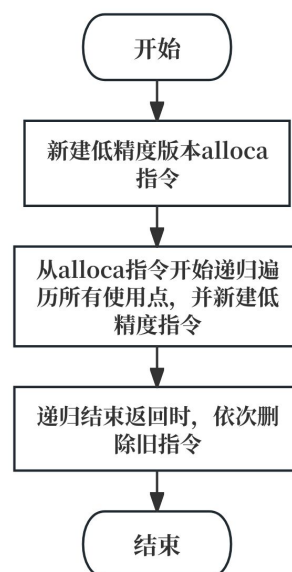 开始
新建低精度版本alloca
指令
从alloca指令开始递归遍
历所有使用点，并新建低
精度指令
递归结束返回时，依次删
除旧指令
结束